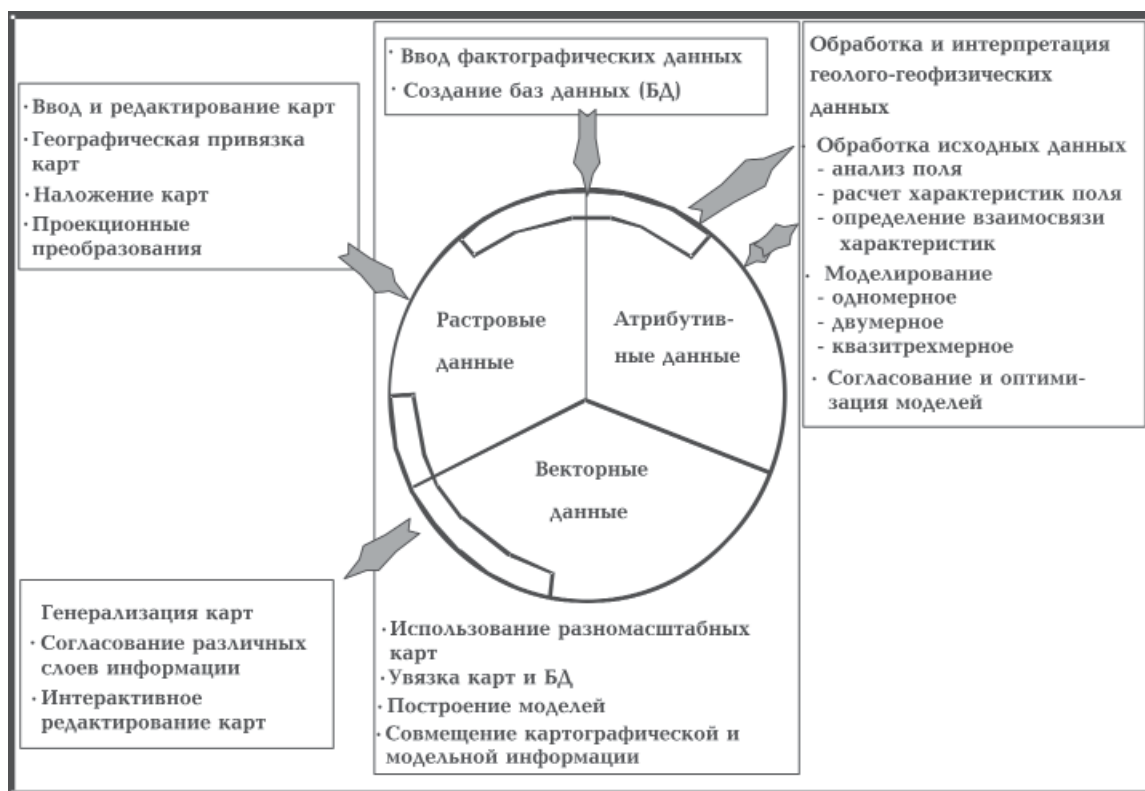 · Ввод фактографических данных
· Создание баз данных (БД)
· Ввод и редактирование карт
· Географическая привязка
карт
· Наложение карт
· Проекционные
преобразования
Обработка и интерпретация
геолого-геофизических
данных
· Обработка исходных данных
- анализ поля
- расчет характеристик поля
- определение взаимосвязи
характеристик
· Моделирование
- одномерное
- двумерное
- квазитрехмерное
· Согласование и оптими-
зация моделей
Растровые
данные
Атрибутив-
ные данные
Векторные
данные
Генерализация карт
· Согласование различных
слоев информации
· Интерактивное
редактирование карт
· Использование разномасштабных
карт
· Увязка карт и БД
· Построение моделей
· Совмещение картографической и
модельной информации